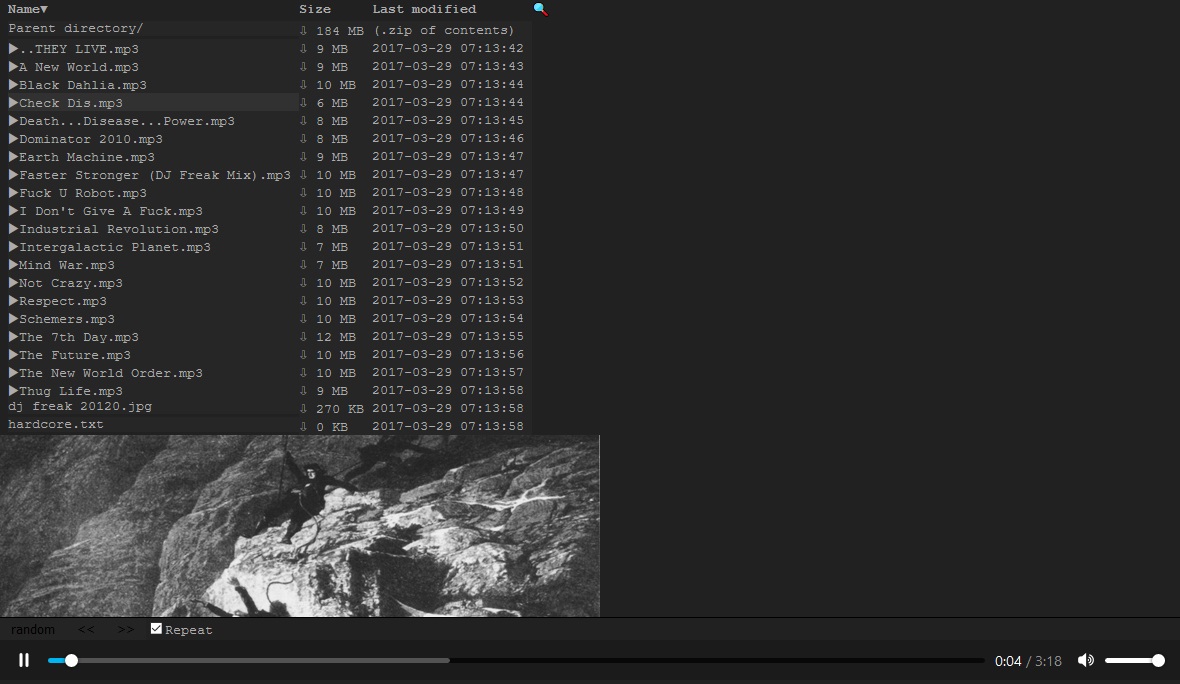 Name▼ Size Last modified
Parent directory/ ⇩ 184 MB (.zip of contents)
▶..THEY LIVE.mp3 ⇩ 9 MB 2017-03-29 07:13:42
▶A New World.mp3 ⇩ 9 MB 2017-03-29 07:13:43
▶Black Dahlia.mp3 ⇩ 10 MB 2017-03-29 07:13:44
▶Check Dis.mp3 ⇩ 6 MB 2017-03-29 07:13:44
▶Death...Disease...Power.mp3 ⇩ 8 MB 2017-03-29 07:13:45
▶Dominator 2010.mp3 ⇩ 8 MB 2017-03-29 07:13:46
▶Earth Machine.mp3 ⇩ 9 MB 2017-03-29 07:13:47
▶Faster Stronger (DJ Freak Mix).mp3 ⇩ 10 MB 2017-03-29 07:13:47
▶Fuck U Robot.mp3 ⇩ 10 MB 2017-03-29 07:13:48
▶I Don't Give A Fuck.mp3 ⇩ 10 MB 2017-03-29 07:13:49
▶Industrial Revolution.mp3 ⇩ 8 MB 2017-03-29 07:13:50
▶Intergalactic Planet.mp3 ⇩ 7 MB 2017-03-29 07:13:51
▶Mind War.mp3 ⇩ 7 MB 2017-03-29 07:13:51
▶Not Crazy.mp3 ⇩ 10 MB 2017-03-29 07:13:52
▶Respect.mp3 ⇩ 10 MB 2017-03-29 07:13:53
▶Schemers.mp3 ⇩ 10 MB 2017-03-29 07:13:54
▶The 7th Day.mp3 ⇩ 12 MB 2017-03-29 07:13:55
▶The Future.mp3 ⇩ 10 MB 2017-03-29 07:13:56
▶The New World Order.mp3 ⇩ 10 MB 2017-03-29 07:13:57
▶Thug Life.mp3 ⇩ 9 MB 2017-03-29 07:13:58
dj freak 20120.jpg ⇩ 270 KB 2017-03-29 07:13:58
hardcore.txt ⇩ 0 KB 2017-03-29 07:13:58
random << >> Repeat
0:04 / 3:18